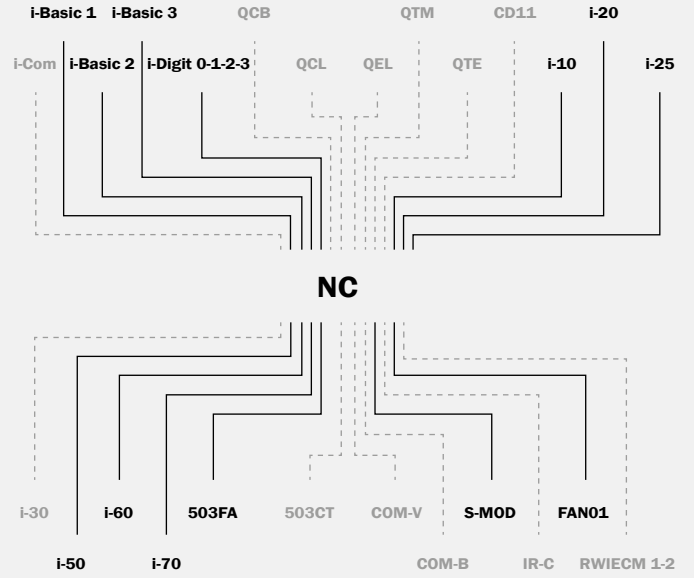 i-Basic 1 i-Basic 3 QCB QTM CD11 i-20
i-Com i-Basic 2 i-Digit 0-1-2-3 QCL QEL QTE i-10 i-25
NC
i-30 i-60 503FA 503CT COM-V S-MOD FAN01
i-50 i-70 COM-B IR-C RWIECM 1-2